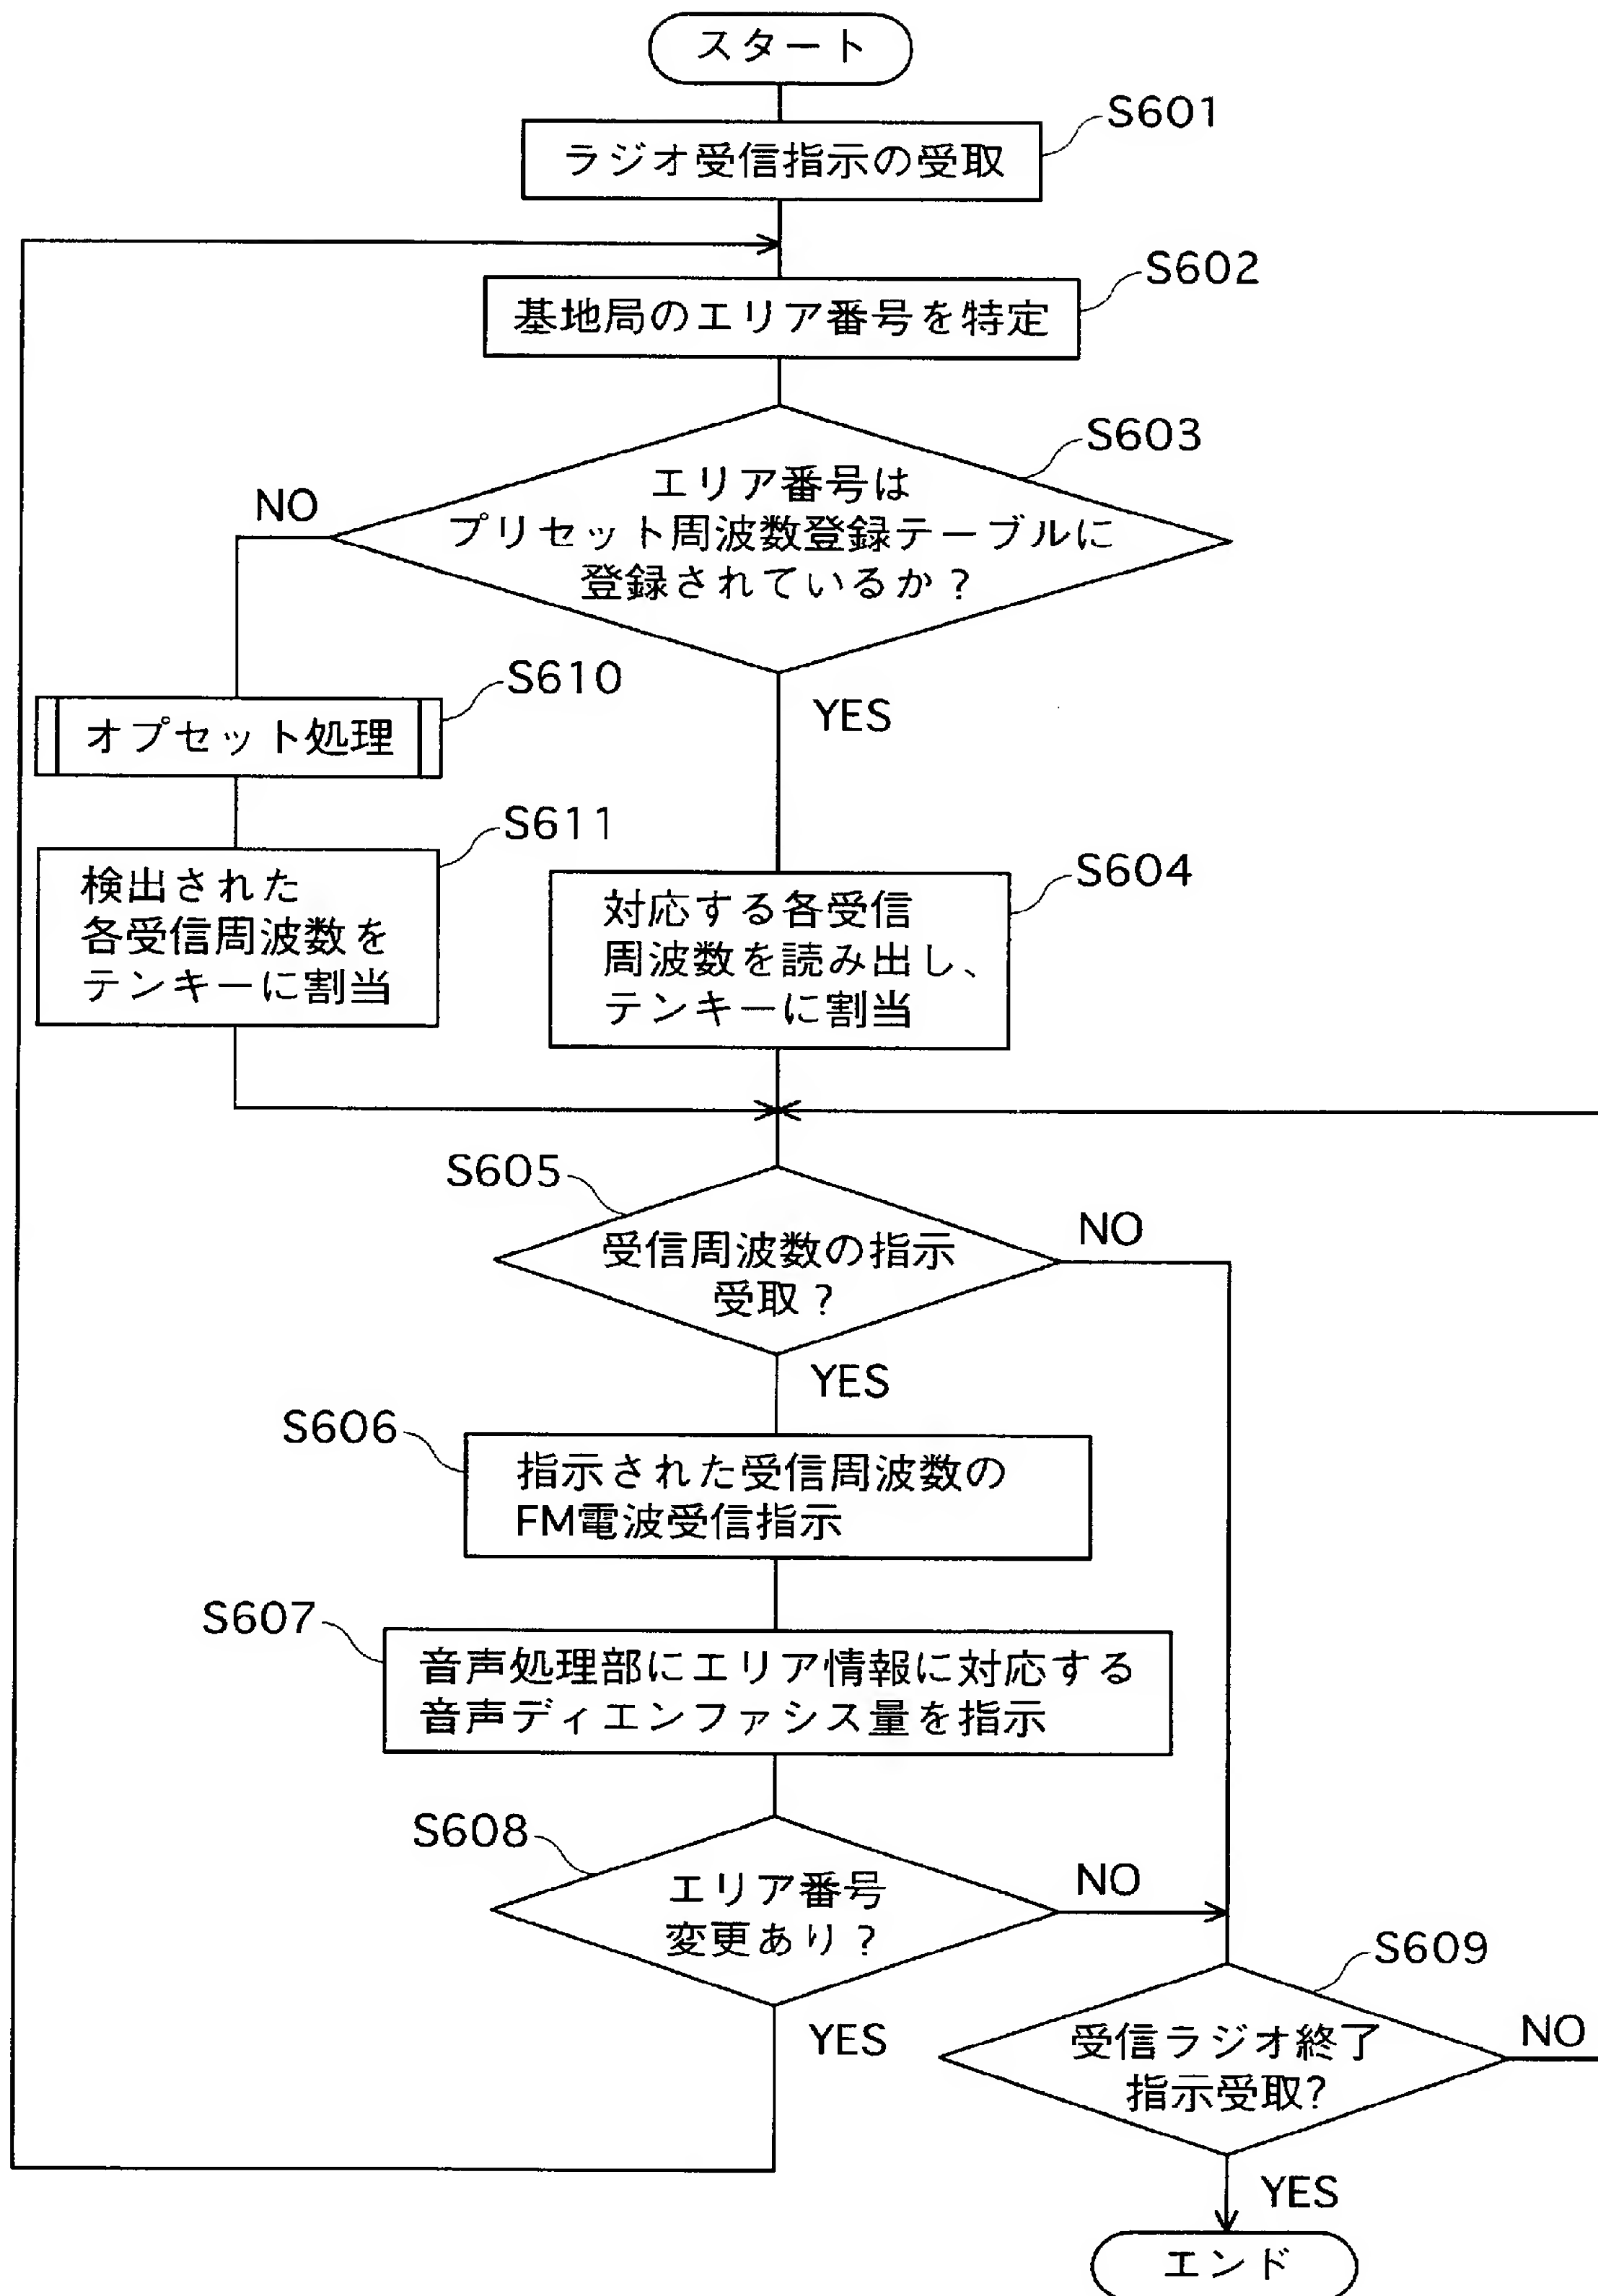 スタート
S601
ラジオ受信指示の受取
S602
基地局のエリア番号を特定
S603
エリア番号は
プリセット周波数登録テーブルに
登録されているか？
NO
YES
S610
オプセット処理
S611
検出された
各受信周波数を
テンキーに割当
S604
対応する各受信
周波数を読み出し、
テンキーに割当
S605
受信周波数の指示
受取？
NO
YES
S606
指示された受信周波数の
FM電波受信指示
S607
音声処理部にエリア情報に対応する
音声ディエンファシス量を指示
S608
エリア番号
変更あり？
NO
YES
S609
受信ラジオ終了
指示受取?
NO
YES
エンド